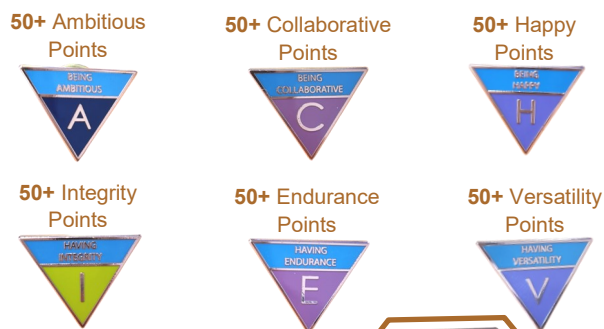 50+ Ambitious
Points
50+ Collaborative
Points
50+ Happy
Points
BEING
AMBITIOUS
A
BEING
COLLABORATIVE
C
BEING
HAPPY
H
50+ Integrity
Points
50+ Endurance
Points
50+ Versatility
Points
HAVING
INTEGRITY
I
HAVING
ENDURANCE
E
HAVING
VERSATILITY
V